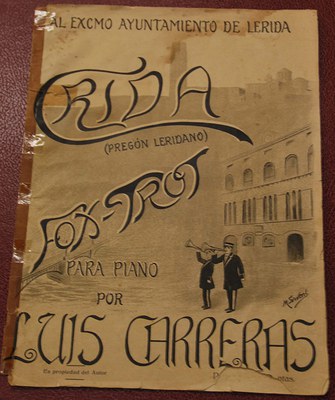 AL EXCMO AYUNTAMIENTO DE LERIDA
CRIDA
(PREGÓN LERIDANO)
FOX-TROT
PARA PIANO
POR
LUIS CARRERAS
Es propiedad del Autor